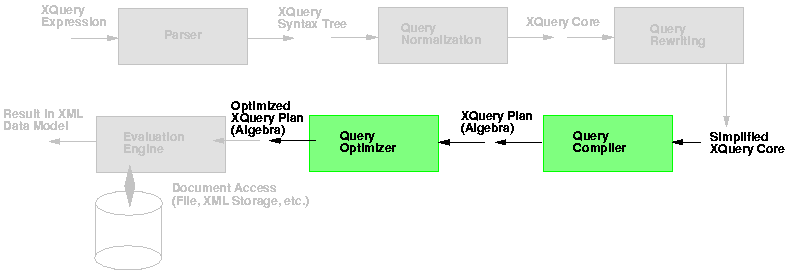 XQuery
Expression
Parser
XQuery
Syntax Tree
Query
Normalization
XQuery Core
Query
Rewriting
Result in XML
Data Model
Evaluation
Engine
Optimized
XQuery Plan
(Algebra)
Query
Optimizer
XQuery Plan
(Algebra)
Query
Compiler
Simplified
XQuery Core
Document Access
(File, XML Storage, etc.)